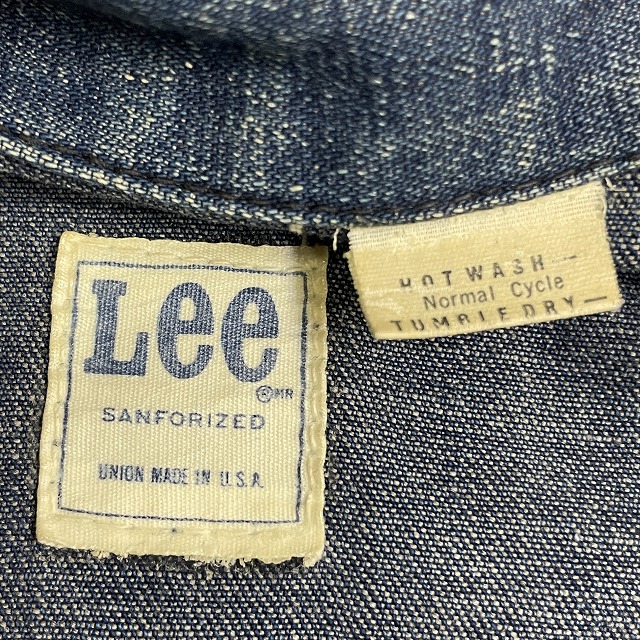 Lee
®MR
SANFORIZED
UNION MADE IN U.S.A.
HOT WASH —
Normal Cycle
TUMBLE DRY —